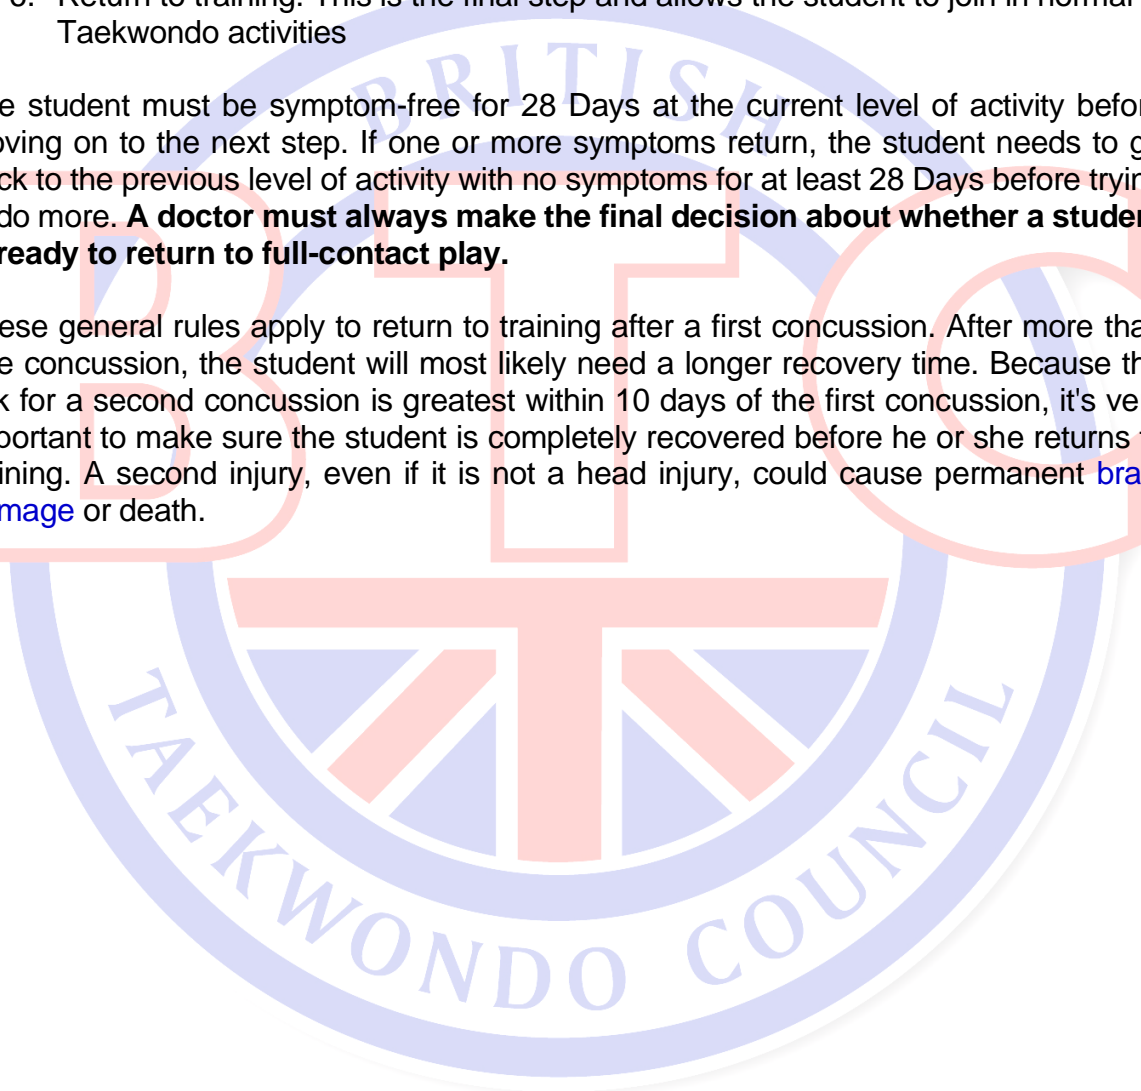 Return to training. This is the final step and allows the student to join in normal
Taekwondo activities
e student must be symptom-free for 28 Days at the current level of activity befor
oving on to the next step. If one or more symptoms return, the student needs to g
ck to the previous level of activity with no symptoms for at least 28 Days before tryin
do more. A doctor must always make the final decision about whether a studen
ready to return to full-contact play.
ese general rules apply to return to training after a first concussion. After more tha
e concussion, the student will most likely need a longer recovery time. Because th
k for a second concussion is greatest within 10 days of the first concussion, it's ve
portant to make sure the student is completely recovered before he or she returns t
ining. A second injury, even if it is not a head injury, could cause permanent bra
mage or death.
BRITISH
BTC
TAEKWONDO COUNCIL